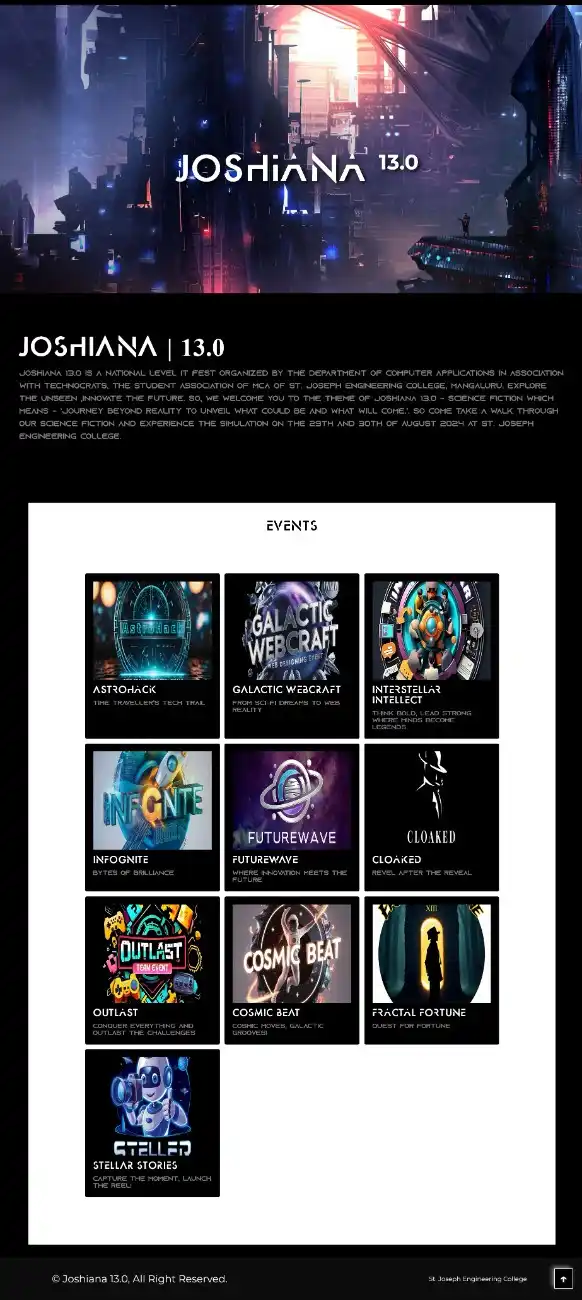 JOSHIANA 13.0
JOSHIANA | 13.0
JOSHIANA 13.0 IS A NATIONAL LEVEL IT FEST ORGANIZED BY THE DEPARTMENT OF COMPUTER APPLICATIONS IN ASSOCIATION
WITH TECHNOCRATS, THE STUDENT ASSOCIATION OF MCA OF ST. JOSEPH ENGINEERING COLLEGE, MANGALURU. EXPLORE
THE UNSEEN ,INNOVATE THE FUTURE. SO, WE WELCOME YOU TO THE THEME OF JOSHIANA 13.0 - SCIENCE FICTION WHICH
MEANS - 'JOURNEY BEYOND REALITY TO UNVEIL WHAT COULD BE AND WHAT WILL COME.'. SO COME TAKE A WALK THROUGH
OUR SCIENCE FICTION AND EXPERIENCE THE SIMULATION ON THE 29TH AND 30TH OF AUGUST 2024 AT ST. JOSEPH
ENGINEERING COLLEGE.
EVENTS
AstroHack
ASTROHACK
TIME TRAVELLER'S TECH TRAIL
GALACTIC
WEBCRAFT
WEB DESIGNING EVENT
GALACTIC WEBCRAFT
FROM SCI-FI DREAMS TO WEB
REALITY
INTERSTELLAR
INTELLECT
THINK BOLD, LEAD STRONG
WHERE MINDS BECOME
LEGENDS
INFOGNITE
INFOGNITE
BYTES OF BRILLIANCE
FUTUREWAVE
FUTUREWAVE
WHERE INNOVATION MEETS THE
FUTURE
CLOAKED
CLOAKED
REVEL AFTER THE REVEAL
OUTLAST
TEAM EVENT
OUTLAST
CONQUER EVERYTHING AND
OUTLAST THE CHALLENGES
COSMIC BEAT
COSMIC BEAT
COSMIC MOVES, GALACTIC
GROOVES!
XIII
FRACTAL FORTUNE
QUEST FOR FORTUNE
STELLAR STORIES
CAPTURE THE MOMENT, LAUNCH
THE REEL!
© Joshiana 13.0, All Right Reserved.
St Joseph Engineering College